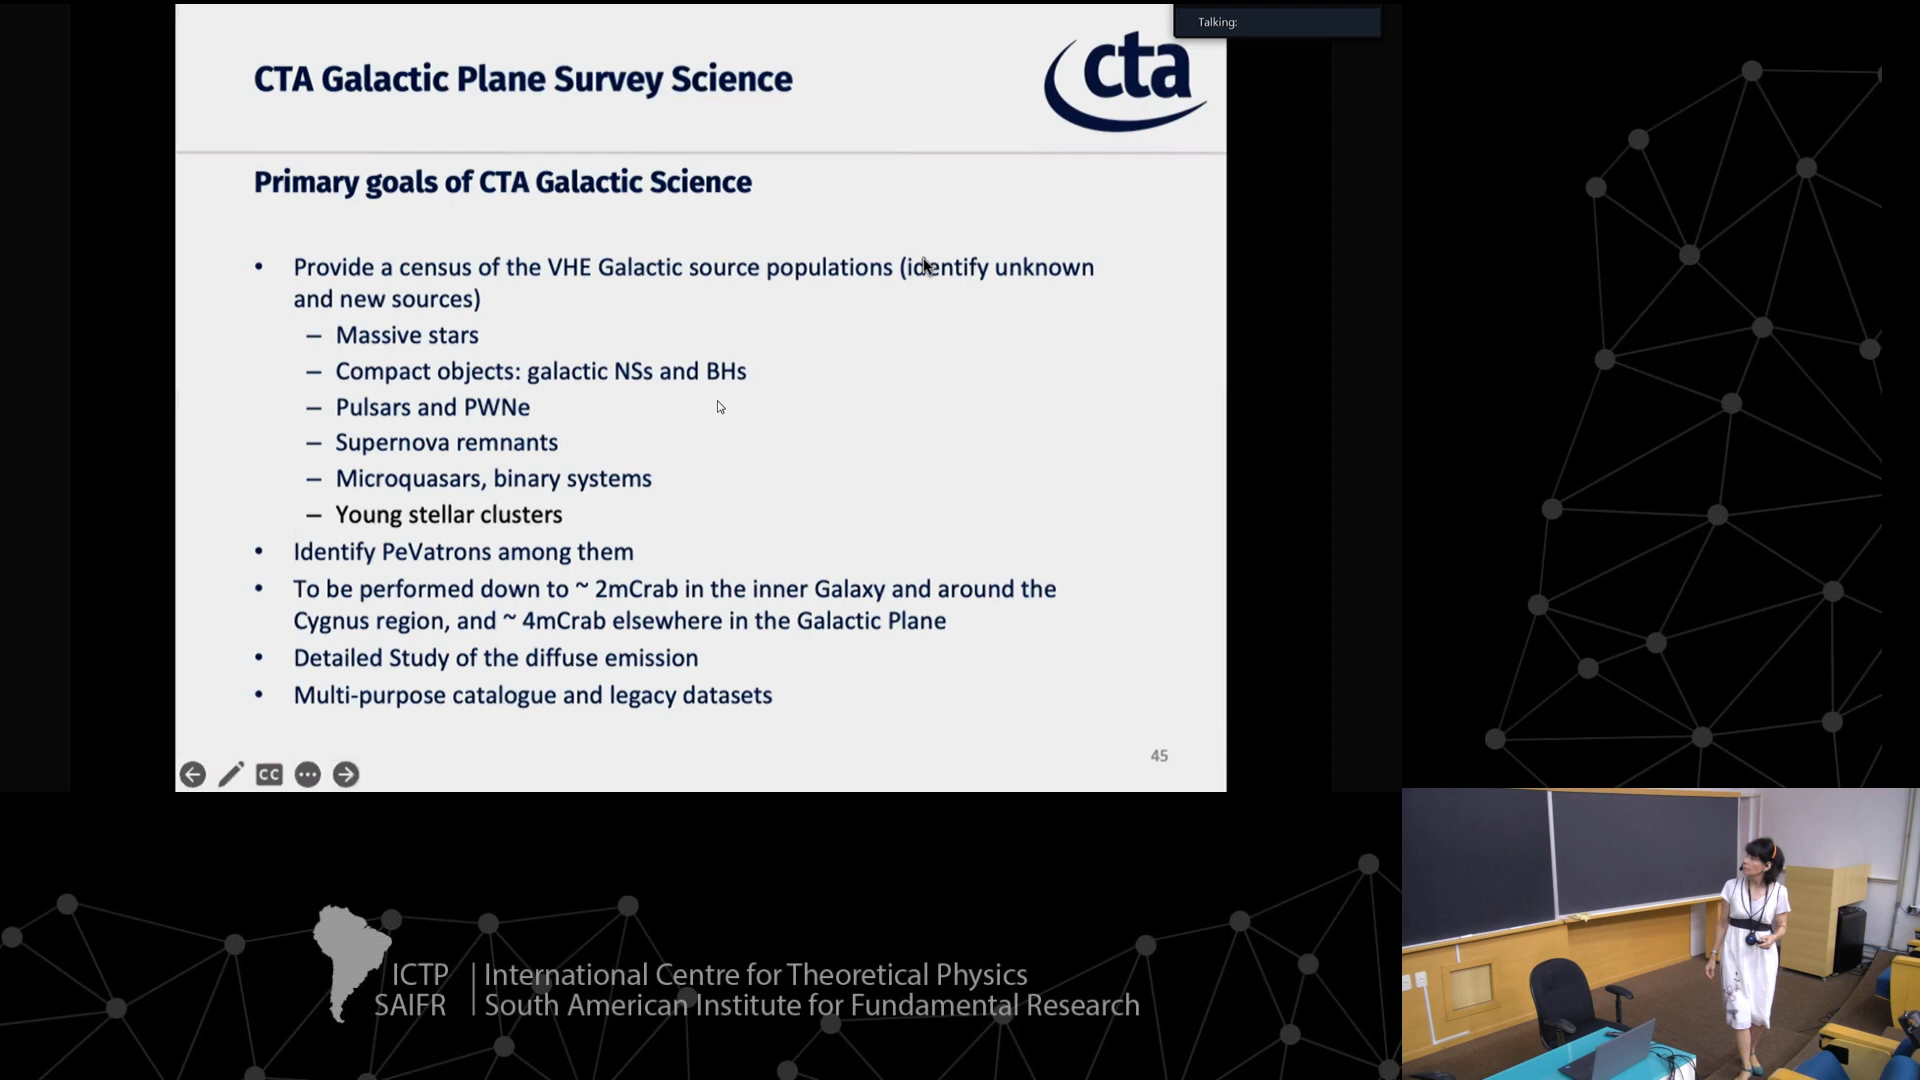 Talking:
CTA Galactic Plane Survey Science
cta
Primary goals of CTA Galactic Science
• Provide a census of the VHE Galactic source populations (identify unknown
and new sources)
– Massive stars
– Compact objects: galactic NSs and BHs
– Pulsars and PWNe
– Supernova remnants
– Microquasars, binary systems
– Young stellar clusters
• Identify PeVatrons among them
• To be performed down to ~ 2mCrab in the inner Galaxy and around the
Cygnus region, and ~ 4mCrab elsewhere in the Galactic Plane
• Detailed Study of the diffuse emission
• Multi-purpose catalogue and legacy datasets
45
CC
ICTP | International Centre for Theoretical Physics
SAIFR | South American Institute for Fundamental Research